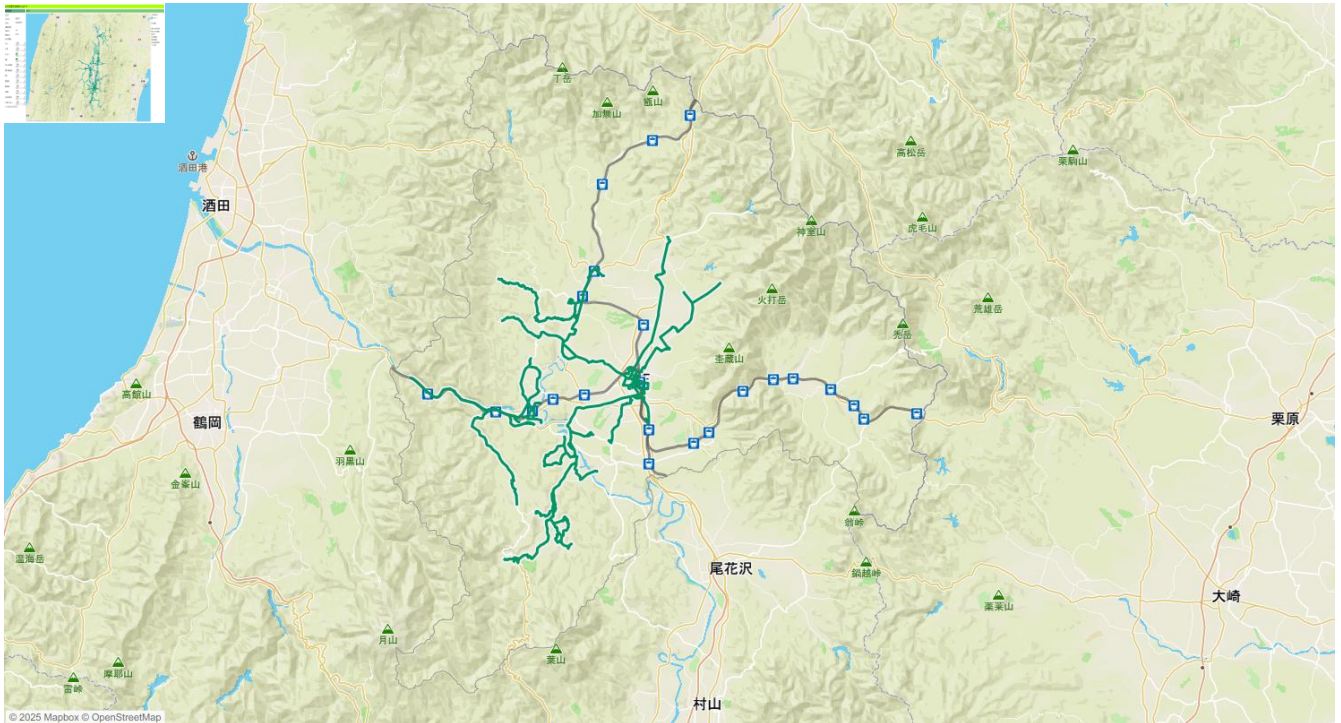 丁岳
加無山
甑山
高松岳
栗駒山
酒田港
酒田
神室山
虎毛山
火打岳
荒雄岳
禿岳
杢蔵山
高館山
鶴岡
栗原
羽黒山
金峯山
翁峠
温海岳
尾花沢
鍋越峠
薬莱山
大崎
月山
葉山
摩耶山
雷峠
村山
© 2025 Mapbox © OpenStreetMap